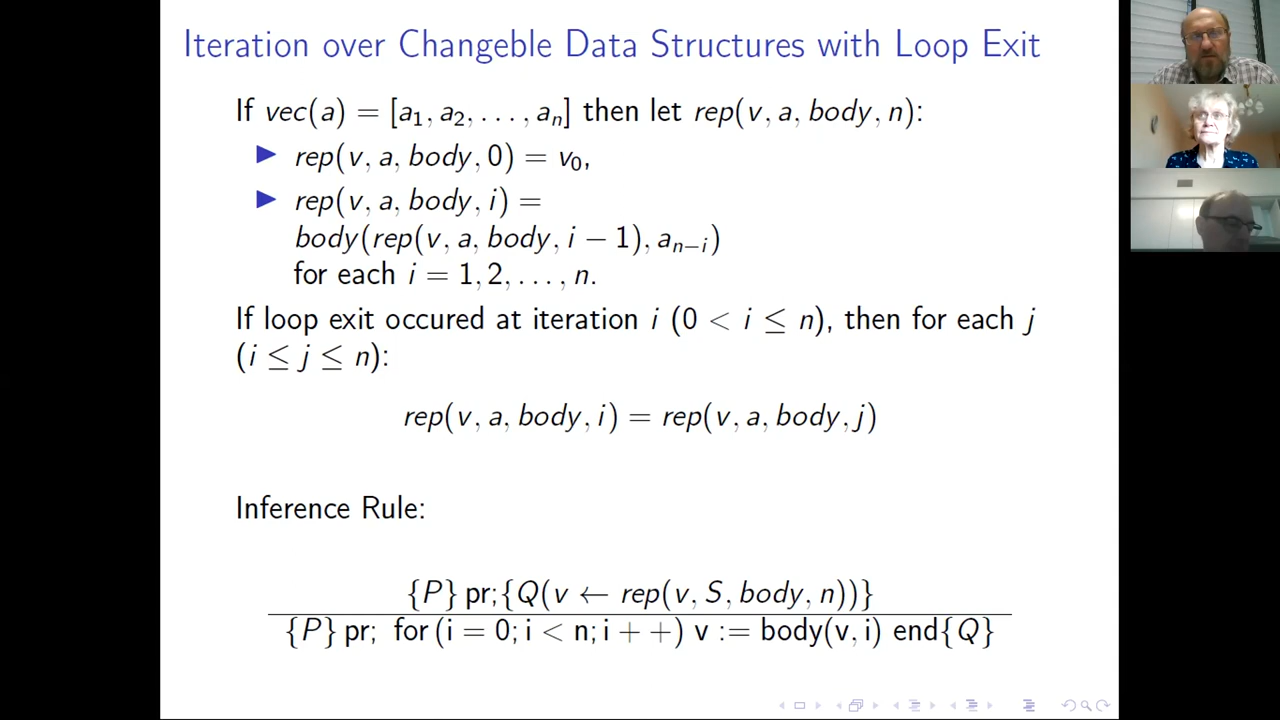 Iteration over Changeble Data Structures with Loop Exit
If vec(a) = [a₁, a₂, . . . , aₙ] then let rep(v, a, body, n):
▶ rep(v, a, body, 0) = v₀,
▶ rep(v, a, body, i) =
body(rep(v, a, body, i − 1), aₙ₋ᵢ)
for each i = 1, 2, . . . , n.
If loop exit occured at iteration i (0 < i ≤ n), then for each j
(i ≤ j ≤ n):
rep(v, a, body, i) = rep(v, a, body, j)
Inference Rule:
{P} pr;{Q(v ← rep(v, S, body, n))}
{P} pr; for (i = 0; i < n; i + +) v := body(v, i) end{Q}